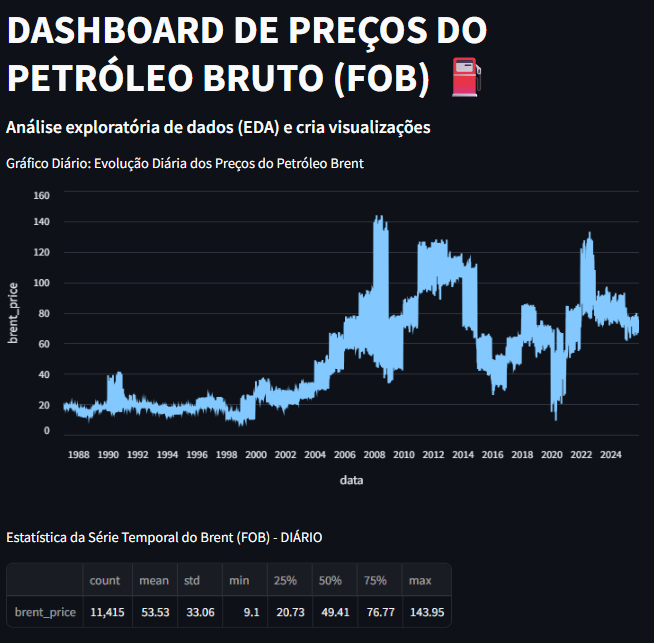 DASHBOARD DE PREÇOS DO
PETRÓLEO BRUTO (FOB)
Análise exploratória de dados (EDA) e cria visualizações
Gráfico Diário: Evolução Diária dos Preços do Petróleo Brent
160
140
120
100
80
60
40
20
0
brent_price
1988 1990 1992 1994 1996 1998 2000 2002 2004 2006 2008 2010 2012 2014 2016 2018 2020 2022 2024
data
Estatística da Série Temporal do Brent (FOB) - DIÁRIO
count mean std min 25% 50% 75% max
brent_price 11,415 53.53 33.06 9.1 20.73 49.41 76.77 143.95